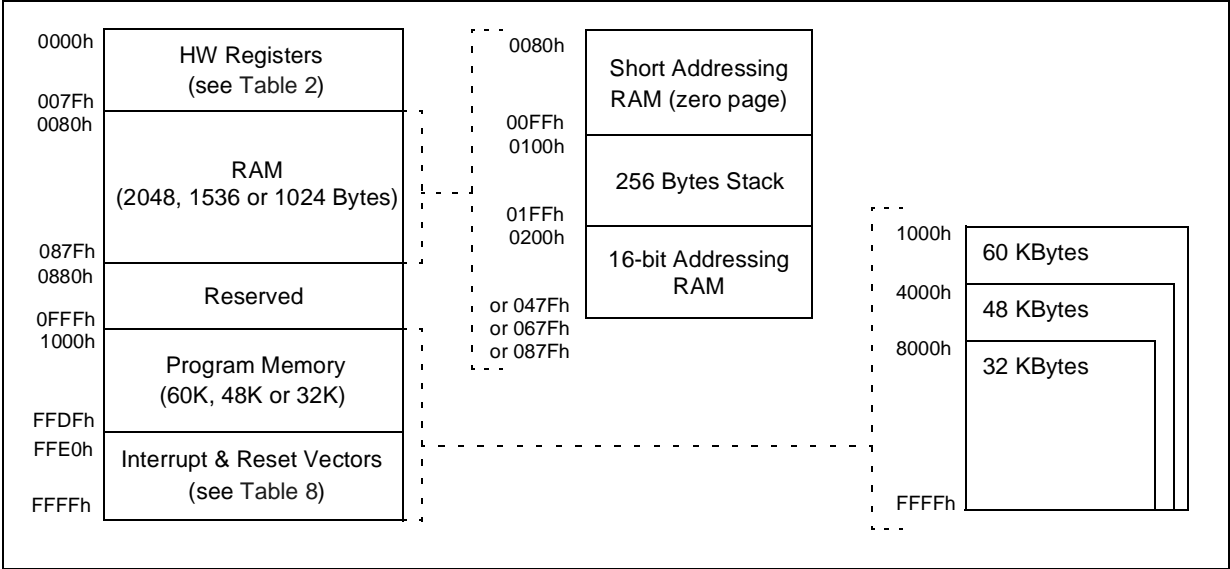 0000h
HW Registers
(see Table 2)
007Fh
0080h
RAM
(2048, 1536 or 1024 Bytes)
087Fh
0880h
Reserved
0FFFh
1000h
Program Memory
(60K, 48K or 32K)
FFDFh
FFE0h
Interrupt & Reset Vectors
(see Table 8)
FFFFh
0080h
Short Addressing
RAM (zero page)
00FFh
0100h
256 Bytes Stack
01FFh
0200h
16-bit Addressing
RAM
or 047Fh
or 067Fh
or 087Fh
1000h
60 KBytes
4000h
48 KBytes
8000h
32 KBytes
FFFFh